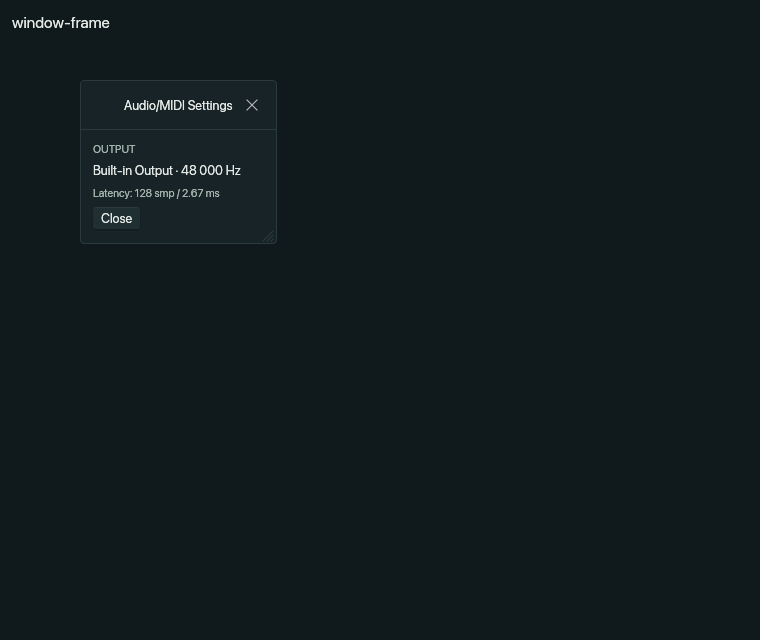 window-frame
Audio/MIDI Settings
OUTPUT
Built-in Output · 48 000 Hz
Latency: 128 smp / 2.67 ms
Close